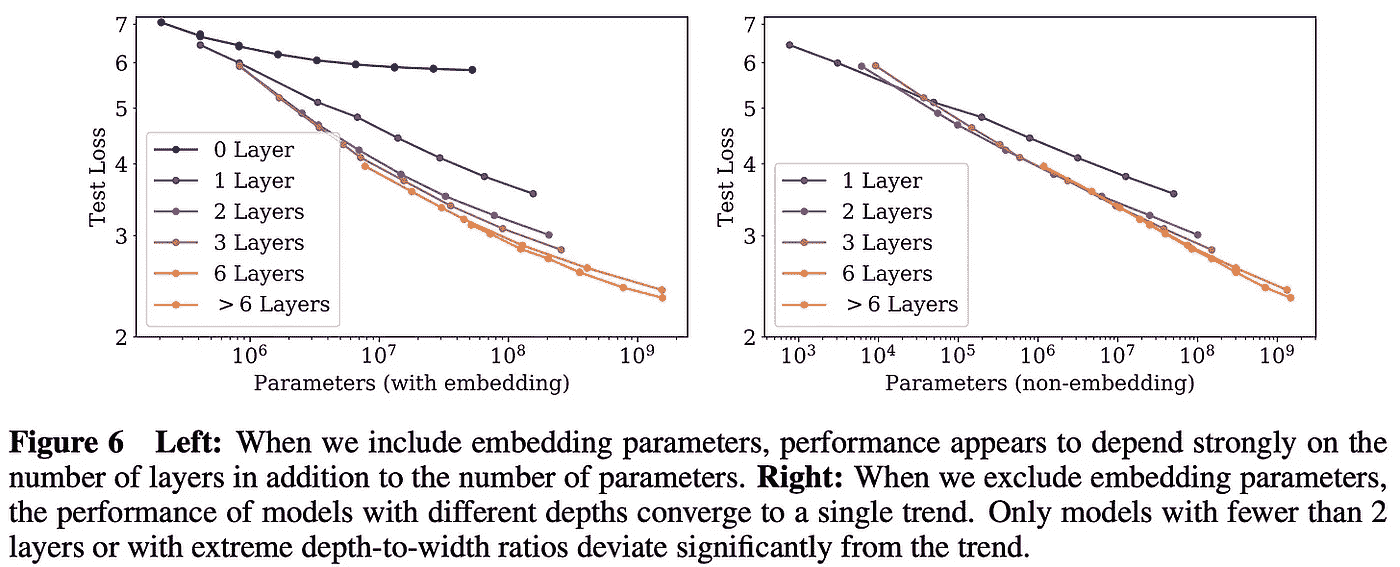 7
6
5
4
3
2
Test Loss
0 Layer
1 Layer
2 Layers
3 Layers
6 Layers
> 6 Layers
10⁶ 10⁷ 10⁸ 10⁹
Parameters (with embedding)
7
6
5
4
3
2
Test Loss
1 Layer
2 Layers
3 Layers
6 Layers
> 6 Layers
10³ 10⁴ 10⁵ 10⁶ 10⁷ 10⁸ 10⁹
Parameters (non-embedding)
Figure 6 Left: When we include embedding parameters, performance appears to depend strongly on the
number of layers in addition to the number of parameters. Right: When we exclude embedding parameters,
the performance of models with different depths converge to a single trend. Only models with fewer than 2
layers or with extreme depth-to-width ratios deviate significantly from the trend.